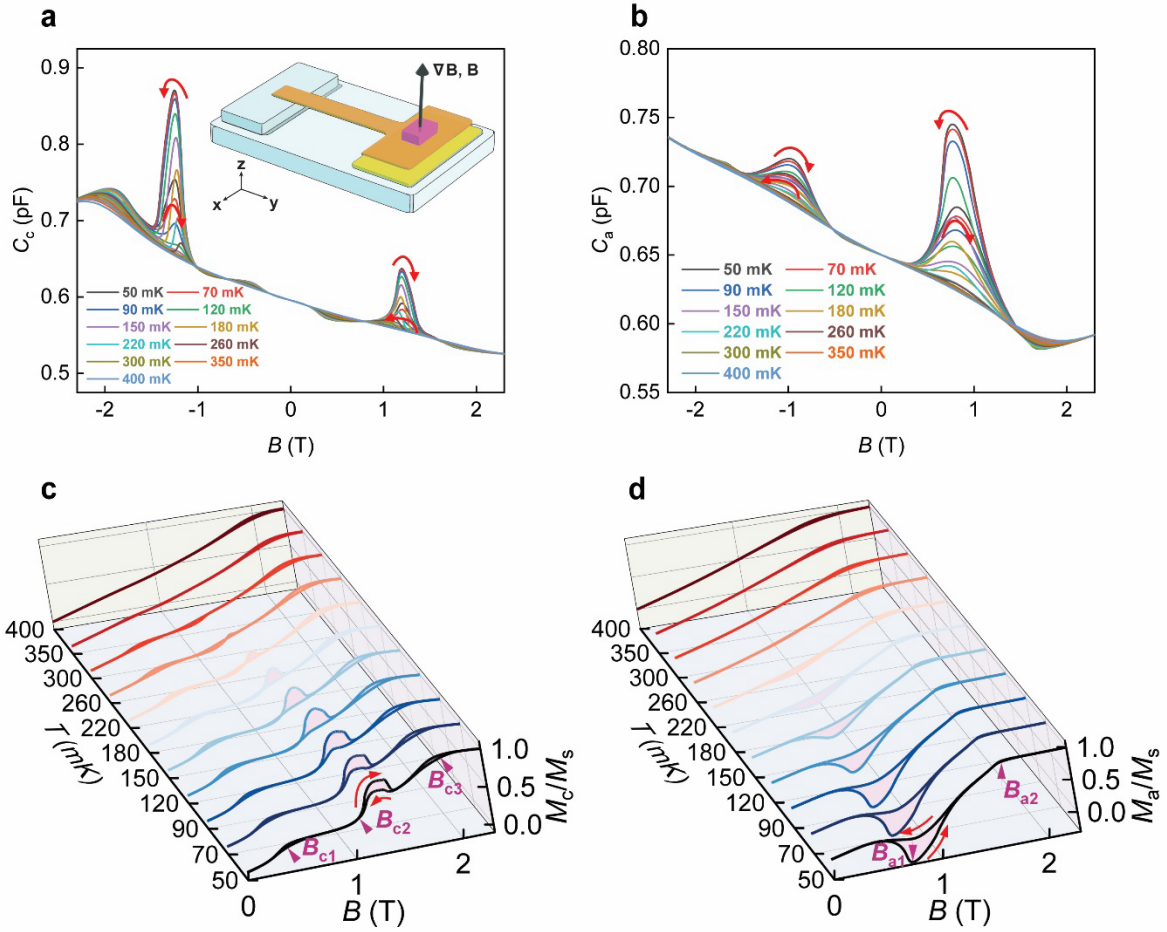 a
0.9
0.8
0.7
0.6
0.5
C_c (pF)
∇B, B
z
x
y
50 mK 70 mK
90 mK 120 mK
150 mK 180 mK
220 mK 260 mK
300 mK 350 mK
400 mK
-2 -1 0 1 2
B (T)
b
0.80
0.75
0.70
0.65
0.60
0.55
C_a (pF)
50 mK 70 mK
90 mK 120 mK
150 mK 180 mK
220 mK 260 mK
300 mK 350 mK
400 mK
-2 -1 0 1 2
B (T)
c
400
350
300
260
220
180
150
120
90
70
50
T (mK)
B_c1
B_c2
B_c3
1.0
0.5
0.0
M_c/M_s
0 1 2
B (T)
d
400
350
300
260
220
180
150
120
90
70
50
T (mK)
B_a1
B_a2
1.0
0.5
0.0
M_a/M_s
0 1 2
B (T)